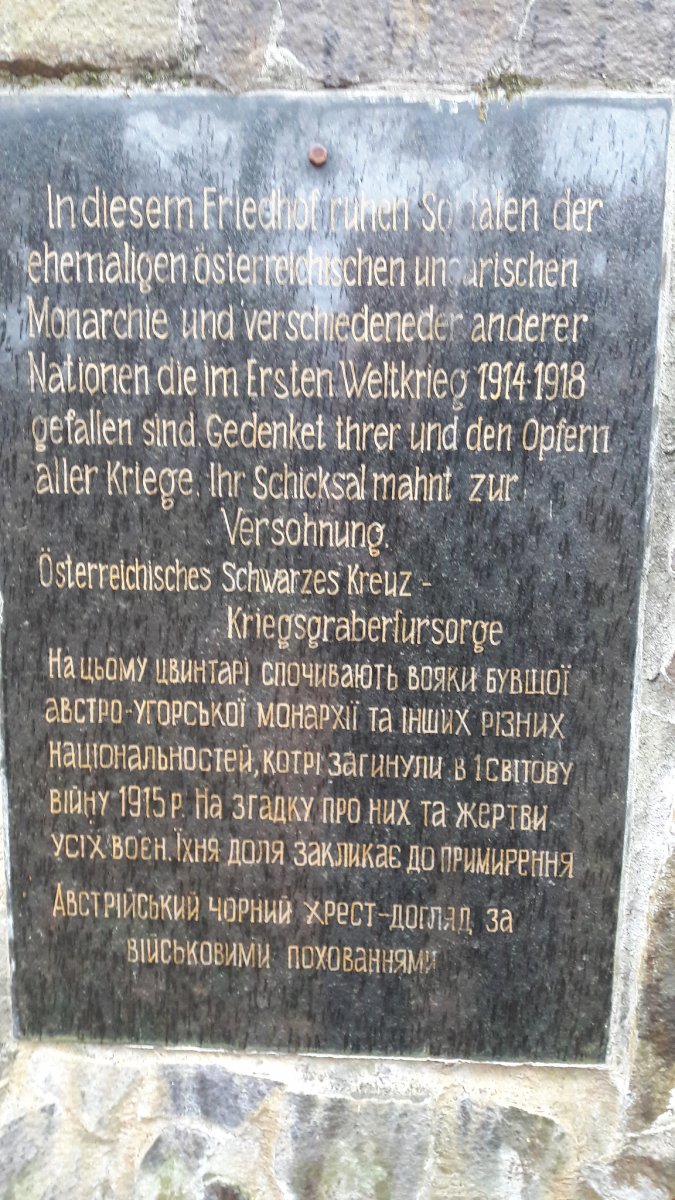 In diesem Friedhof ruhen Soldaten der
ehemaligen österreichischen ungarischen
Monarchie und verschiedeneder anderer
Nationen die im Ersten Weltkrieg 1914-1918
gefallen sind. Gedenket threr und den Opfern
aller Kriege. Ihr Schicksal mahnt zur
Versohnung.
Österreichisches Schwarzes Kreuz -
Kriegsgraberfursorge
На цьому цвинтарі спочивають вояки бувшої
австро-угорської монархії та інших різних
національностей, котрі загинули в 1 світову
війну 1915 р. На згадку про них та жертви
усіх воєн. Їхня доля закликає до примирення
Австрійський чорний хрест-догляд за
військовими похованнями